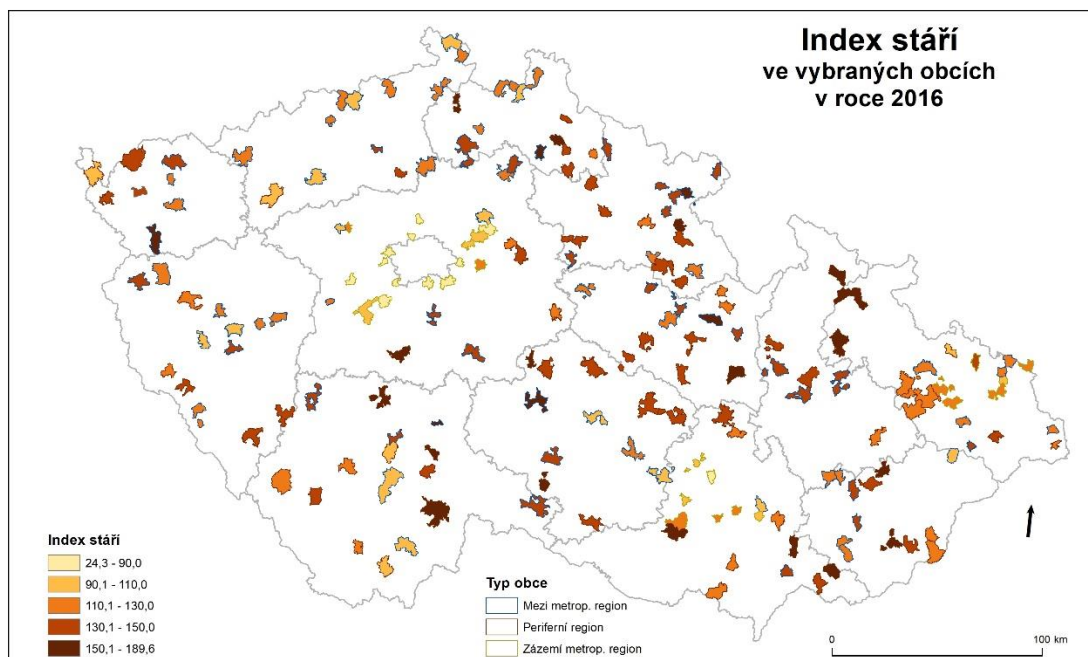 Index stáří
ve vybraných obcích
v roce 2016
Index stáří
24,3 - 90,0
90,1 - 110,0
110,1 - 130,0
130,1 - 150,0
150,1 - 189,6
Typ obce
Mezi metrop. region
Periferní region
Zázemí metrop. region
0 100 km